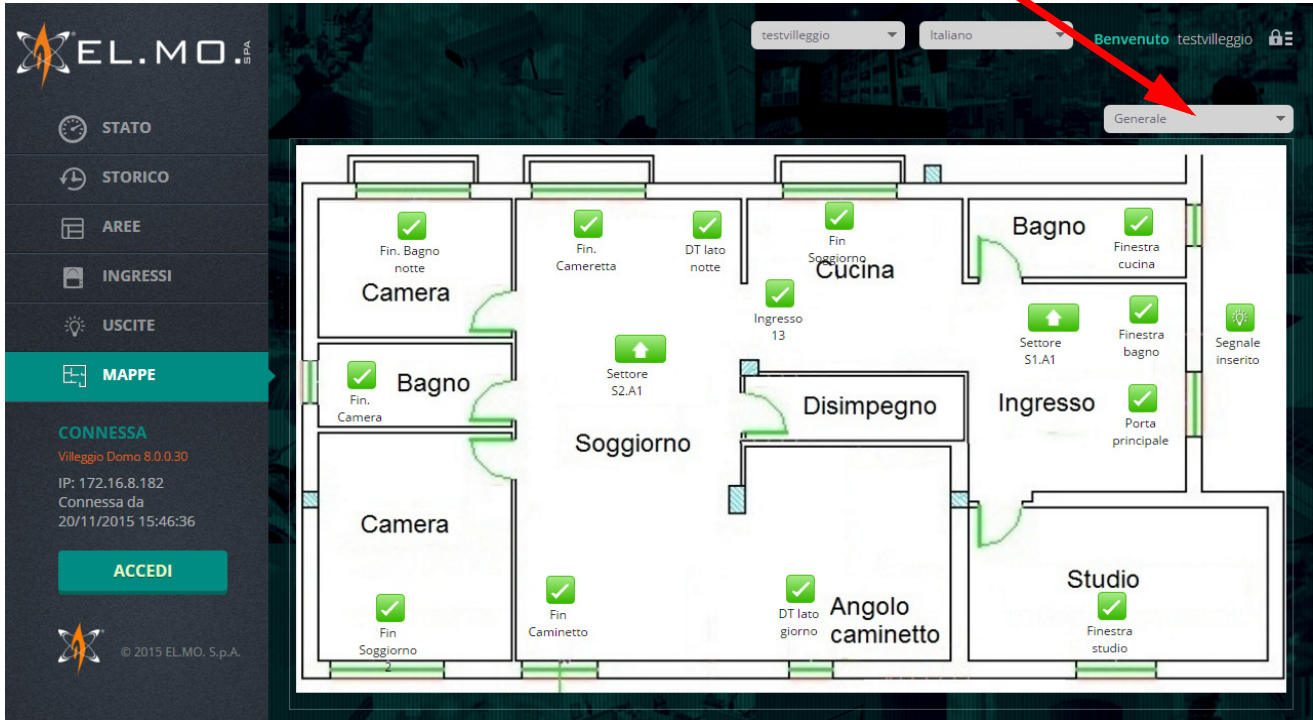 EL.MO. SPA
testvilleggio
Italiano
Benvenuto testvilleggio
Generale
STATO
STORICO
AREE
INGRESSI
USCITE
MAPPE
CONNESSA
Villeggio Domo 8.0.0.30
IP: 172.16.8.182
Connessa da
20/11/2015 15:46:36
ACCEDI
© 2015 EL.MO. S.p.A.
Fin. Bagno
notte
Camera
Fin.
Cameretta
DT lato
notte
Fin
Soggiorno
Cucina
Bagno
Finestra
cucina
Ingresso
13
Settore
S1.A1
Finestra
bagno
Segnale
inserito
Settore
S2.A1
Fin.
Camera
Bagno
Disimpegno
Ingresso
Porta
principale
Soggiorno
Camera
Fin
Soggiorno
2
Fin
Caminetto
DT lato
giorno
Angolo
caminetto
Studio
Finestra
studio